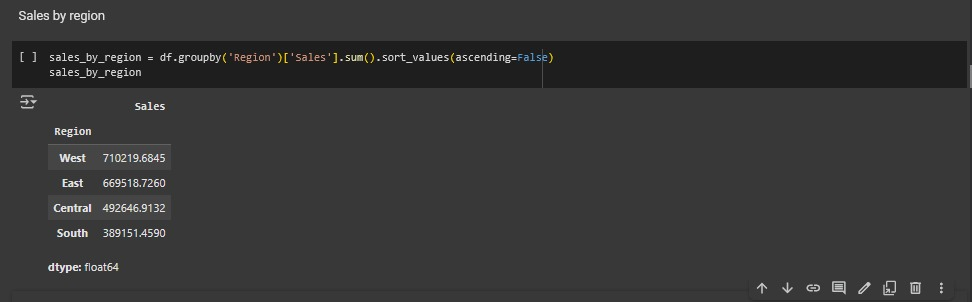 Sales by region
[ ] sales_by_region = df.groupby('Region')['Sales'].sum().sort_values(ascending=False)
sales_by_region
Sales
Region
West 710219.6845
East 669518.7260
Central 492646.9132
South 389151.4590
dtype: float64